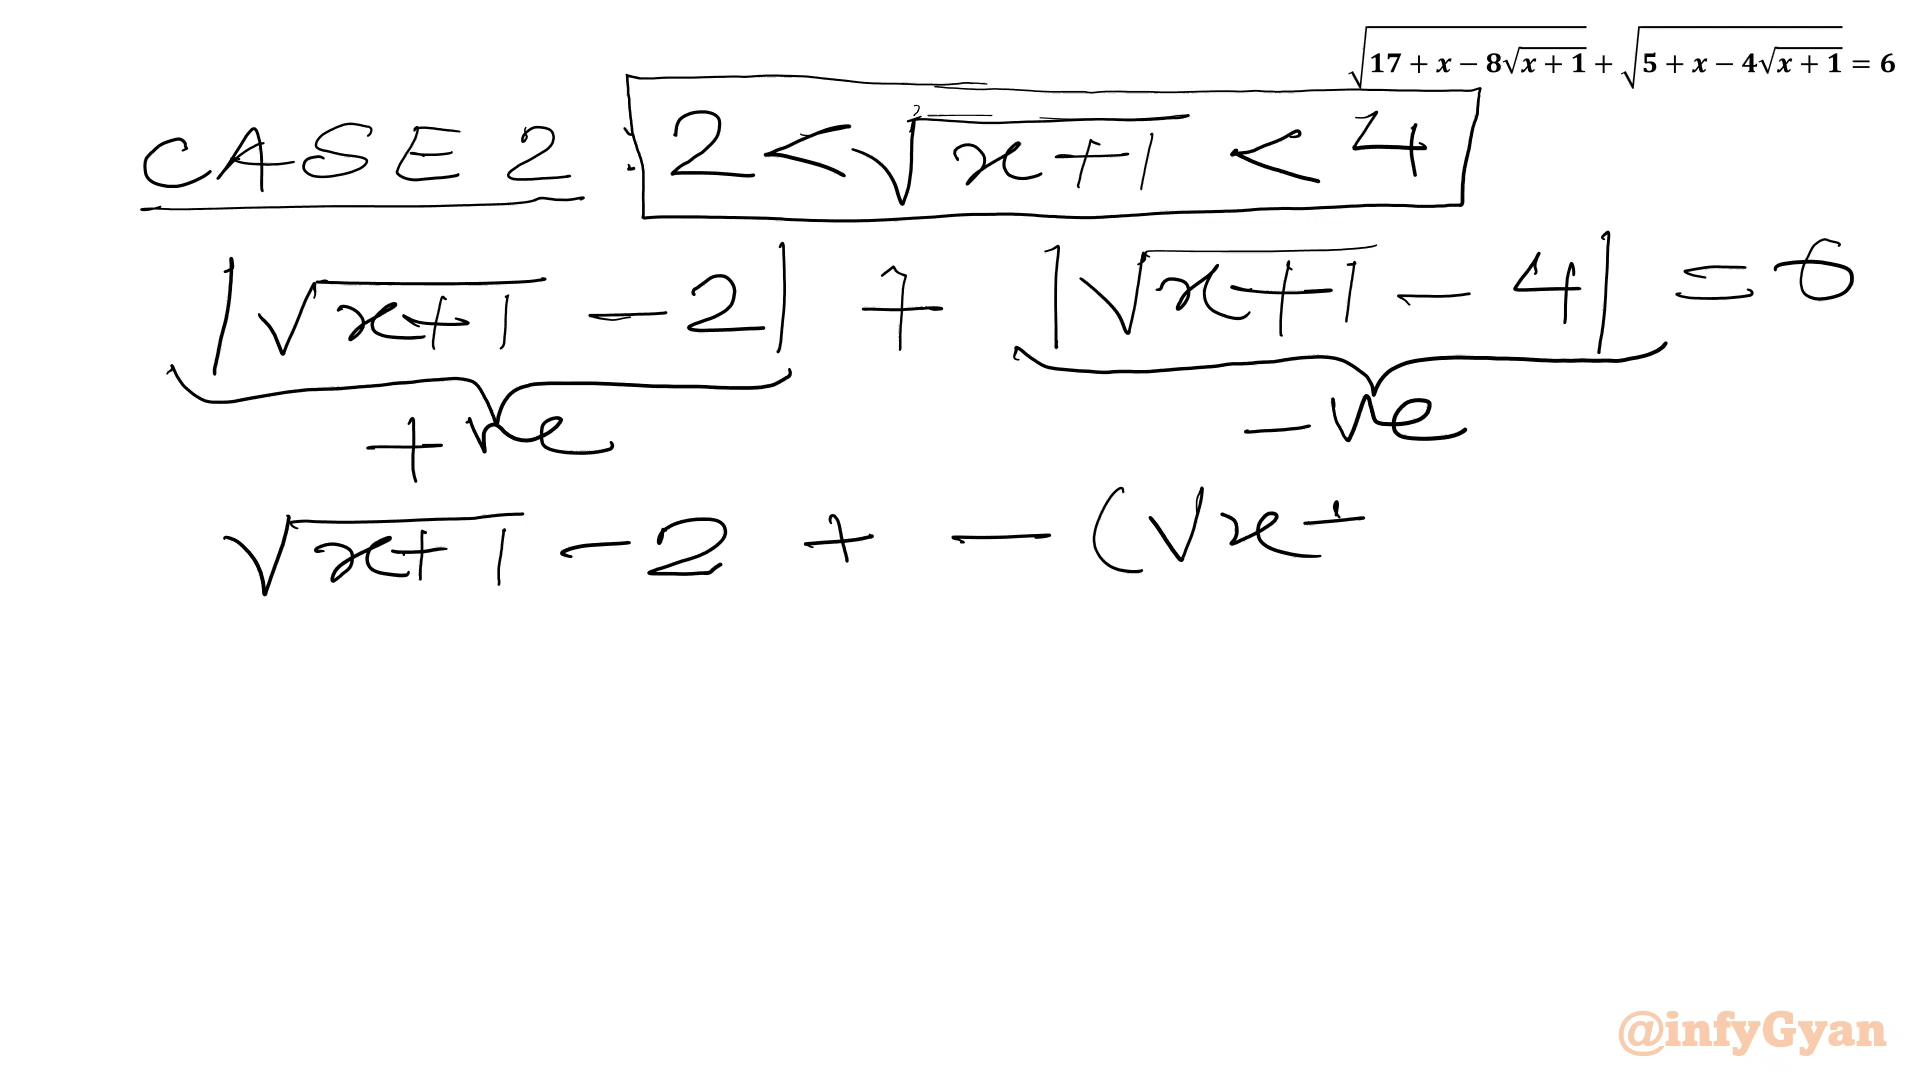 √(17 + x − 8√(x + 1)) + √(5 + x − 4√(x + 1)) = 6
CASE 2 : 2 < √(x+1) < 4
|√(x+1) − 2| + |√(x+1) − 4| = 6
+ve −ve
√(x+1) − 2 + −(√x+
@infyGyan